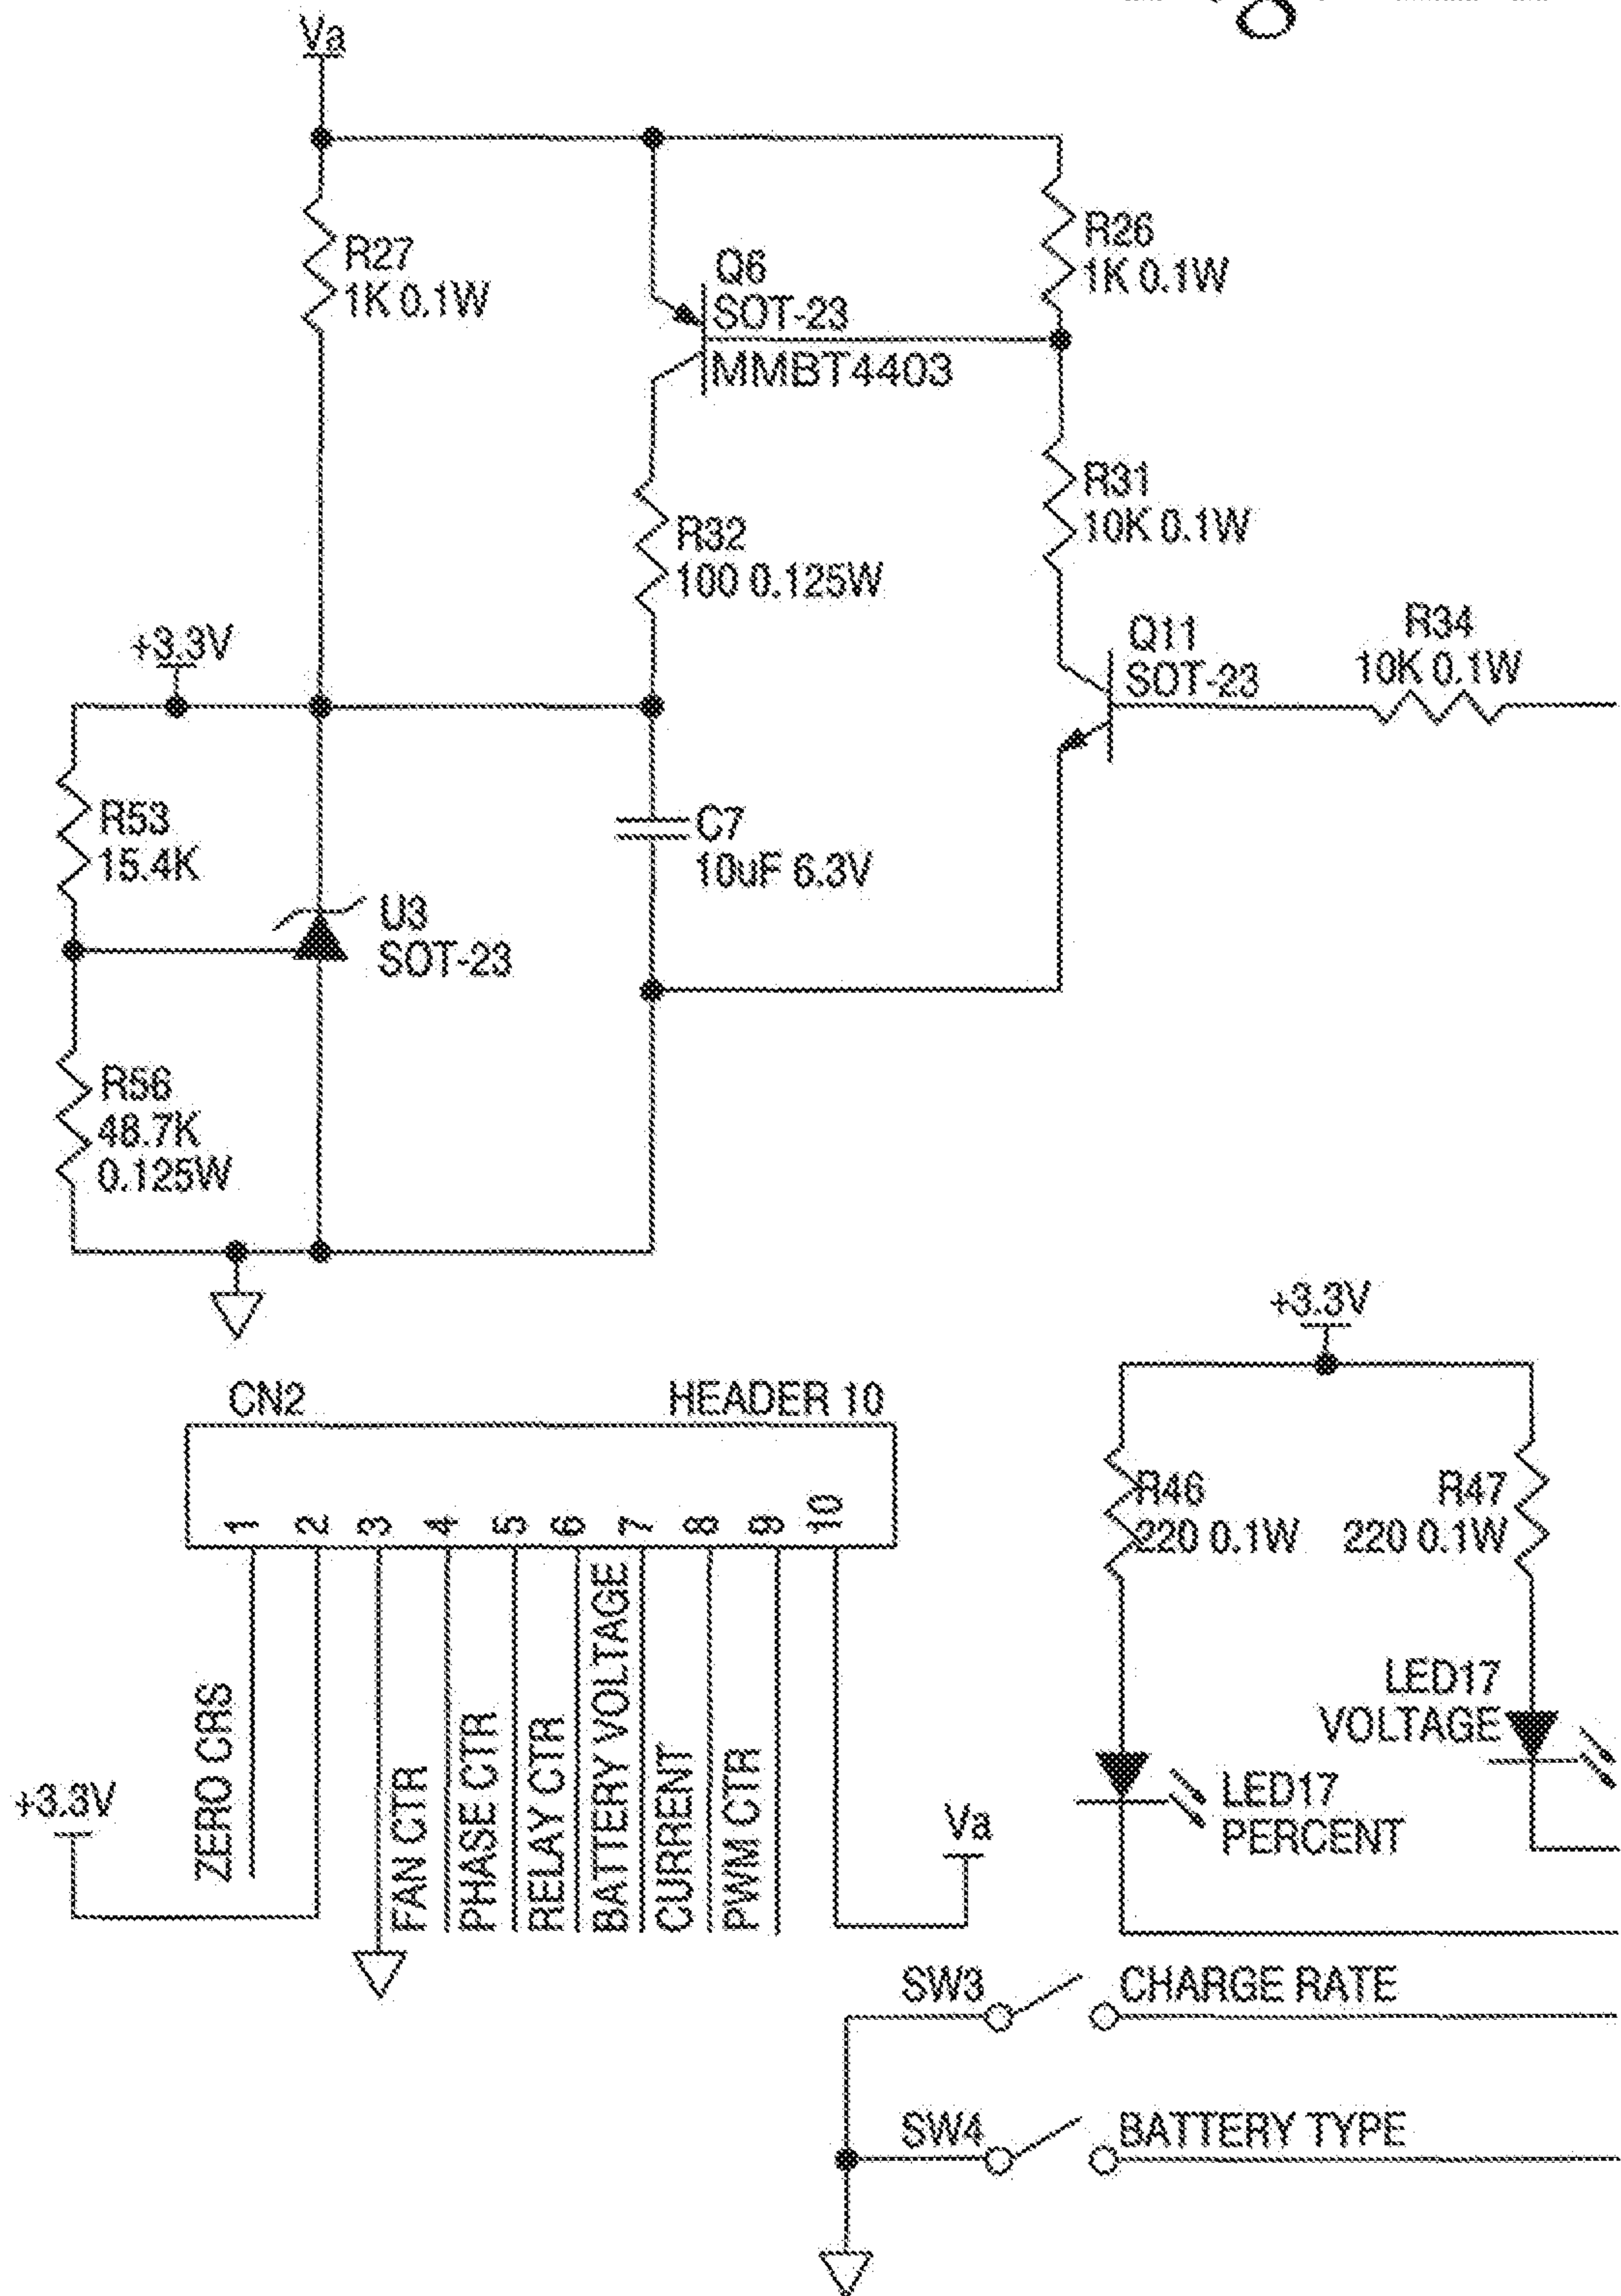 Va
R27
1K 0.1W
Q6
SOT-23
MMBT4403
R26
1K 0.1W
R31
10K 0.1W
R32
100 0.125W
+3.3V
Q11
SOT-23
R34
10K 0.1W
R53
15.4K
C7
10uF 6.3V
U3
SOT-23
R56
48.7K
0.125W
+3.3V
CN2
HEADER 10
1
2
3
4
5
6
7
8
9
10
R46
220 0.1W
R47
220 0.1W
ZERO CRS
FAN CTR
PHASE CTR
RELAY CTR
BATTERY VOLTAGE
CURRENT
PWM CTR
+3.3V
Va
LED17
VOLTAGE
LED17
PERCENT
SW3
CHARGE RATE
SW4
BATTERY TYPE